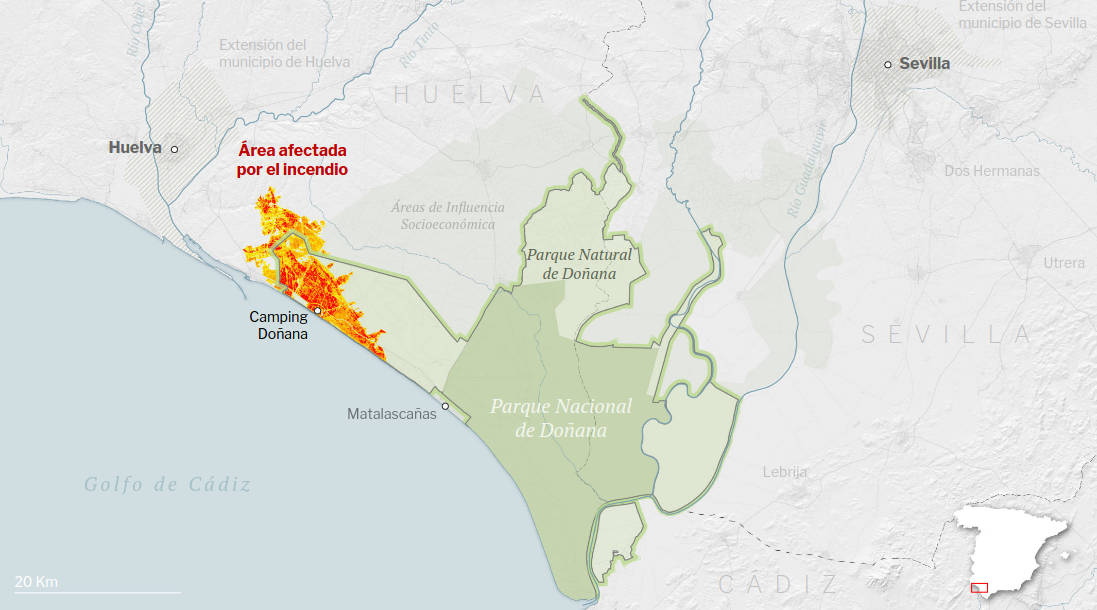 Extensión del
municipio de Sevilla
Río Odiel
Río Tinto
Extensión del
municipio de Huelva
Sevilla
HUELVA
Huelva
Área afectada
por el incendio
Río Guadalquivir
Dos Hermanas
Áreas de Influencia
Socioeconómica
Parque Natural
de Doñana
Utrera
Camping
Doñana
SEVILLA
Matalascañas
Parque Nacional
de Doñana
Lebrija
Golfo de Cádiz
CÁDIZ
20 Km